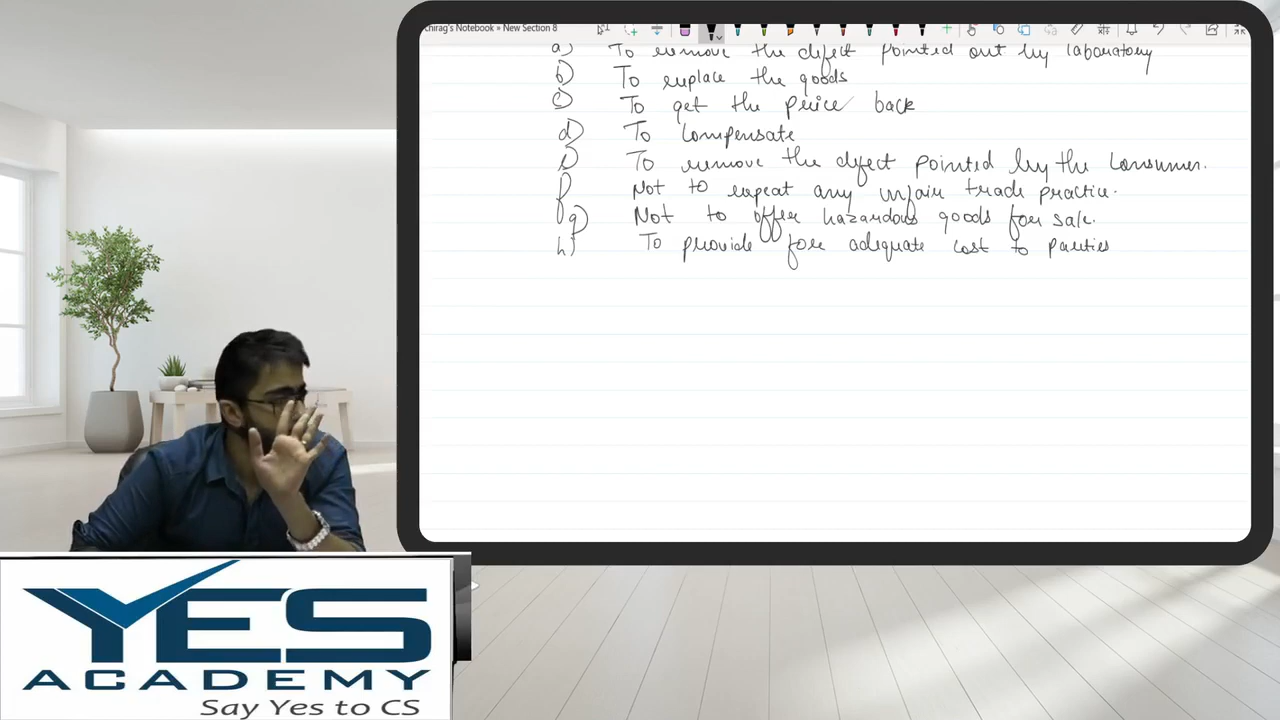 chirag's Notebook » New Section 8
a) To remove the defect pointed out by laboratory
b) To replace the goods
c) To get the price back
d) To compensate
e) To remove the defect pointed by the consumer.
f Not to repeat any unfair trade practice.
g) Not to offer hazardous goods for sale.
h) To provide for adequate cost to parties
YES
ACADEMY
Say Yes to CS